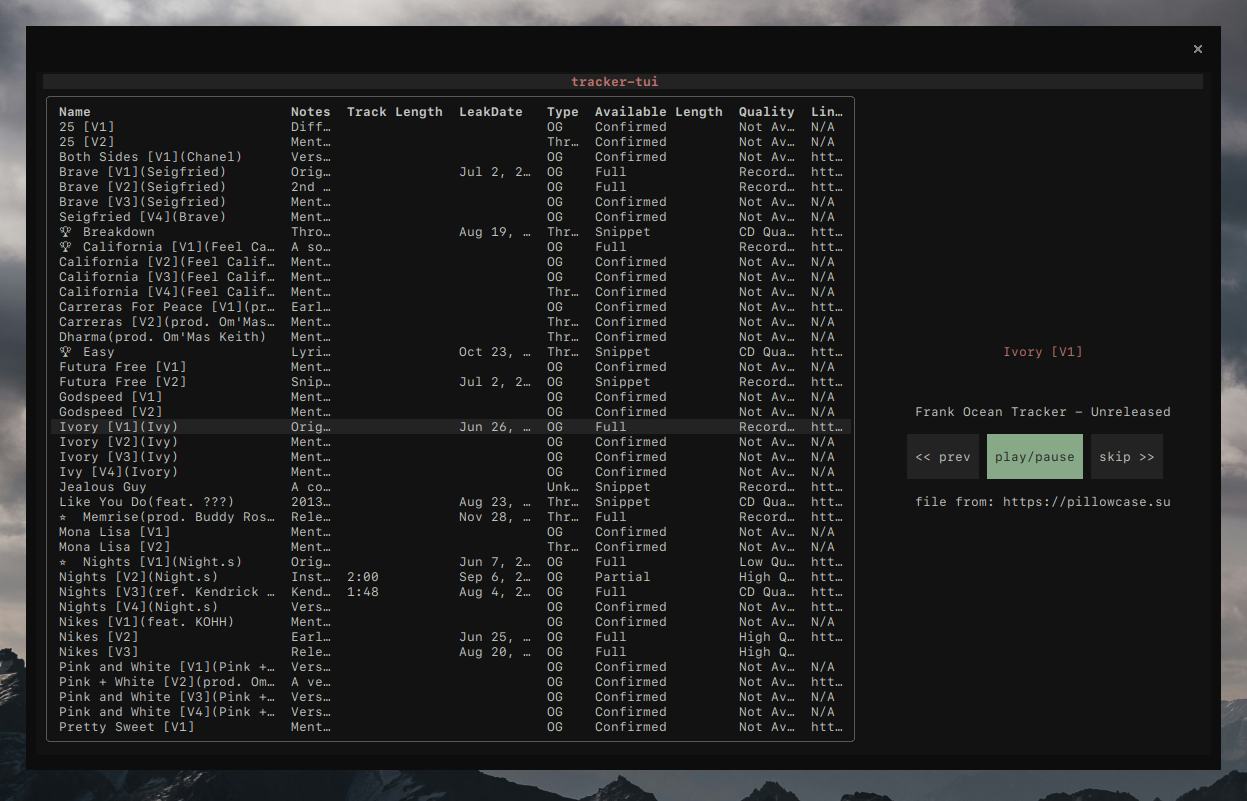 ×
tracker-tui
Name Notes Track Length LeakDate Type Available Length Quality Lin…
25 [V1] Diff… OG Confirmed Not Av… N/A
25 [V2] Ment… Thr… Confirmed Not Av… N/A
Both Sides [V1](Chanel) Vers… OG Confirmed Not Av… htt…
Brave [V1](Seigfried) Orig… Jul 2, 2… OG Full Record… htt…
Brave [V2](Seigfried) 2nd … OG Full Record… htt…
Brave [V3](Seigfried) Ment… OG Confirmed Not Av… N/A
Seigfried [V4](Brave) Ment… OG Confirmed Not Av… N/A
🏆 Breakdown Thro… Aug 19, … Thr… Snippet CD Qua… htt…
🏆 California [V1](Feel Ca… A so… OG Full Record… htt…
California [V2](Feel Calif… Ment… OG Confirmed Not Av… N/A
California [V3](Feel Calif… Ment… OG Confirmed Not Av… N/A
California [V4](Feel Calif… Ment… Thr… Confirmed Not Av… N/A
Carreras For Peace [V1](pr… Earl… OG Confirmed Not Av… htt…
Carreras [V2](prod. Om'Mas… Ment… Thr… Confirmed Not Av… N/A
Dharma(prod. Om'Mas Keith) Ment… Thr… Confirmed Not Av… N/A
🏆 Easy Lyri… Oct 23, … Thr… Snippet CD Qua… htt…
Futura Free [V1] Ment… OG Confirmed Not Av… N/A
Futura Free [V2] Snip… Jul 2, 2… OG Snippet Record… htt…
Godspeed [V1] Ment… OG Confirmed Not Av… N/A
Godspeed [V2] Ment… OG Confirmed Not Av… N/A
Ivory [V1](Ivy) Orig… Jun 26, … OG Full Record… htt…
Ivory [V2](Ivy) Ment… OG Confirmed Not Av… N/A
Ivory [V3](Ivy) Ment… OG Confirmed Not Av… N/A
Ivy [V4](Ivory) Ment… OG Confirmed Not Av… N/A
Jealous Guy A co… Unk… Snippet Record… htt…
Like You Do(feat. ???) 2013… Aug 23, … Thr… Snippet CD Qua… htt…
⭐ Memrise(prod. Buddy Ros… Rele… Nov 28, … Thr… Full Record… htt…
Mona Lisa [V1] Ment… OG Confirmed Not Av… N/A
Mona Lisa [V2] Ment… Thr… Confirmed Not Av… N/A
⭐ Nights [V1](Night.s) Orig… Jun 7, 2… OG Full Low Qu… htt…
Nights [V2](Night.s) Inst… 2:00 Sep 6, 2… OG Partial High Q… htt…
Nights [V3](ref. Kendrick … Kend… 1:48 Aug 4, 2… OG Full CD Qua… htt…
Nights [V4](Night.s) Vers… OG Confirmed Not Av… htt…
Nikes [V1](feat. KOHH) Ment… OG Confirmed Not Av… N/A
Nikes [V2] Earl… Jun 25, … OG Full High Q… htt…
Nikes [V3] Rele… Aug 20, … OG Full High Q…
Pink and White [V1](Pink +… Vers… OG Confirmed Not Av… N/A
Pink + White [V2](prod. Om… A ve… OG Confirmed Not Av… htt…
Pink and White [V3](Pink +… Vers… OG Confirmed Not Av… N/A
Pink and White [V4](Pink +… Vers… OG Confirmed Not Av… N/A
Pretty Sweet [V1] Ment… OG Confirmed Not Av… htt…
Ivory [V1]
Frank Ocean Tracker - Unreleased
<< prev play/pause skip >>
file from: https://pillowcase.su